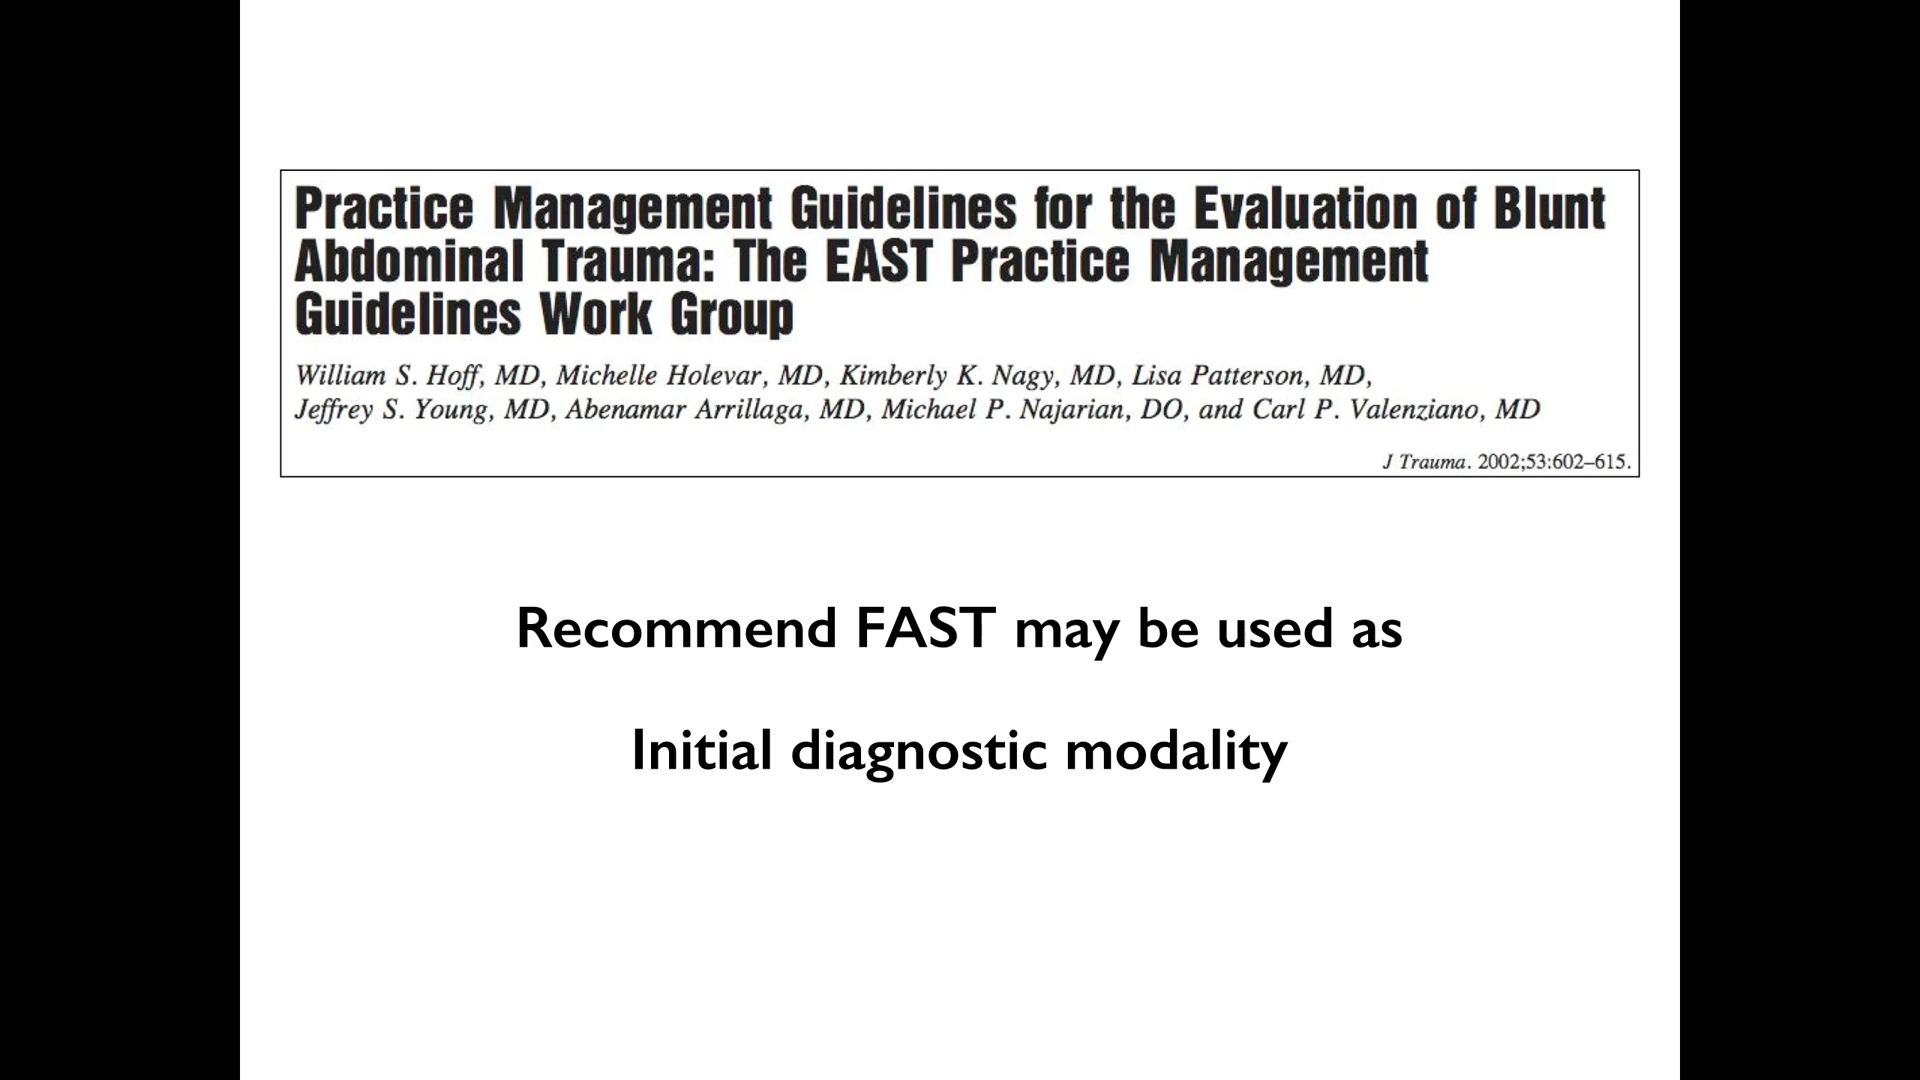 Practice Management Guidelines for the Evaluation of Blunt
Abdominal Trauma: The EAST Practice Management
Guidelines Work Group
William S. Hoff, MD, Michelle Holevar, MD, Kimberly K. Nagy, MD, Lisa Patterson, MD,
Jeffrey S. Young, MD, Abenamar Arrillaga, MD, Michael P. Najarian, DO, and Carl P. Valenziano, MD
J Trauma. 2002;53:602–615.
Recommend FAST may be used as
Initial diagnostic modality